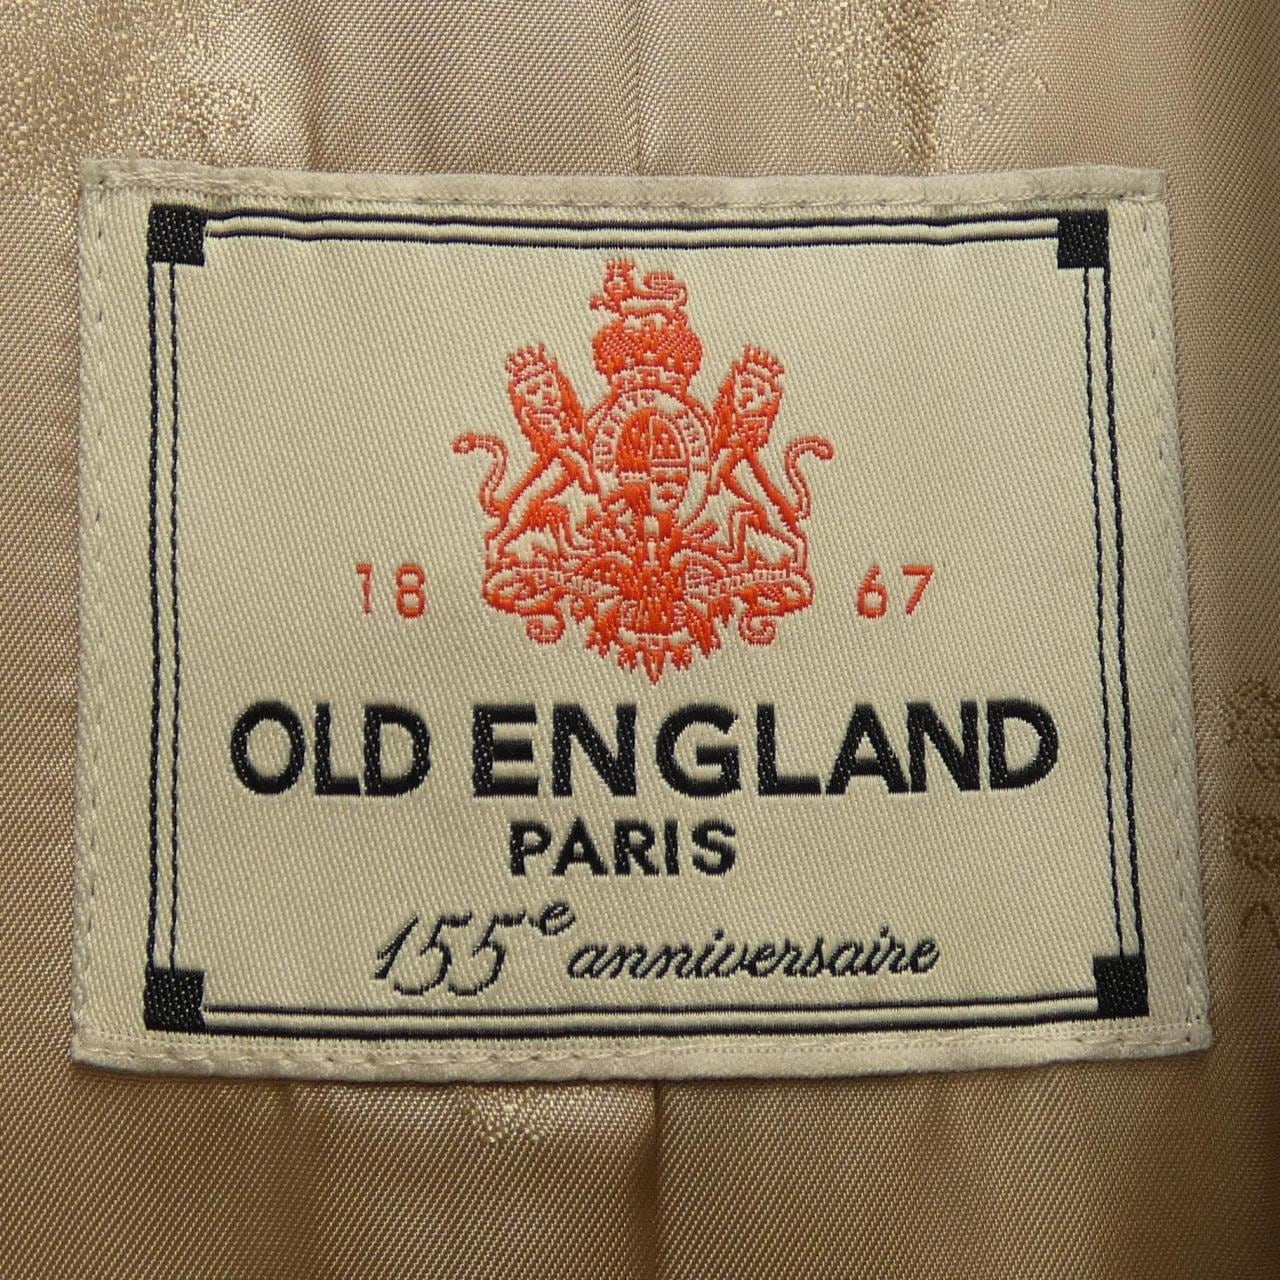 18 67
OLD ENGLAND
PARIS
155e anniversaire